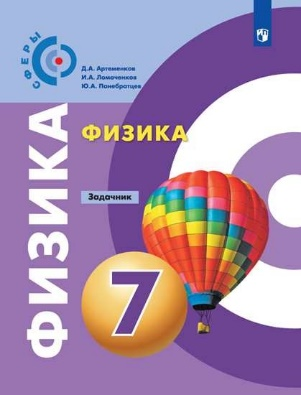 СФЕРЫ
Д.А. Артеменков
И.А. Ломаченков
Ю.А. Панебратцев
ФИЗИКА
Задачник
ФИЗИКА
7